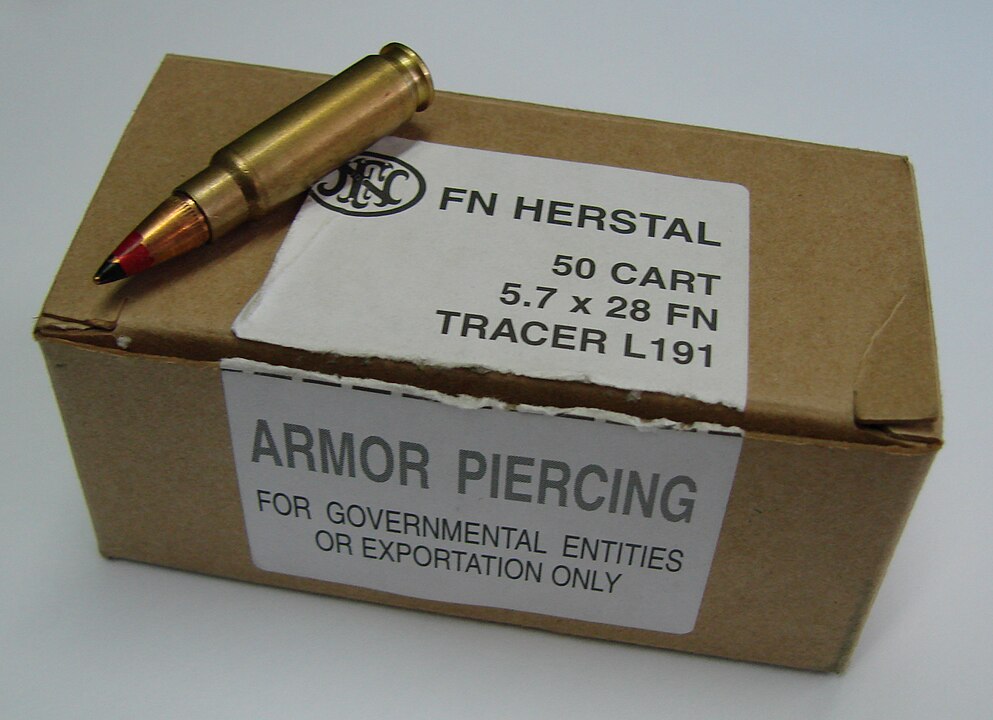 FN HERSTAL
50 CART
5.7 x 28 FN
TRACER L191
ARMOR PIERCING
FOR GOVERNMENTAL ENTITIES
OR EXPORTATION ONLY